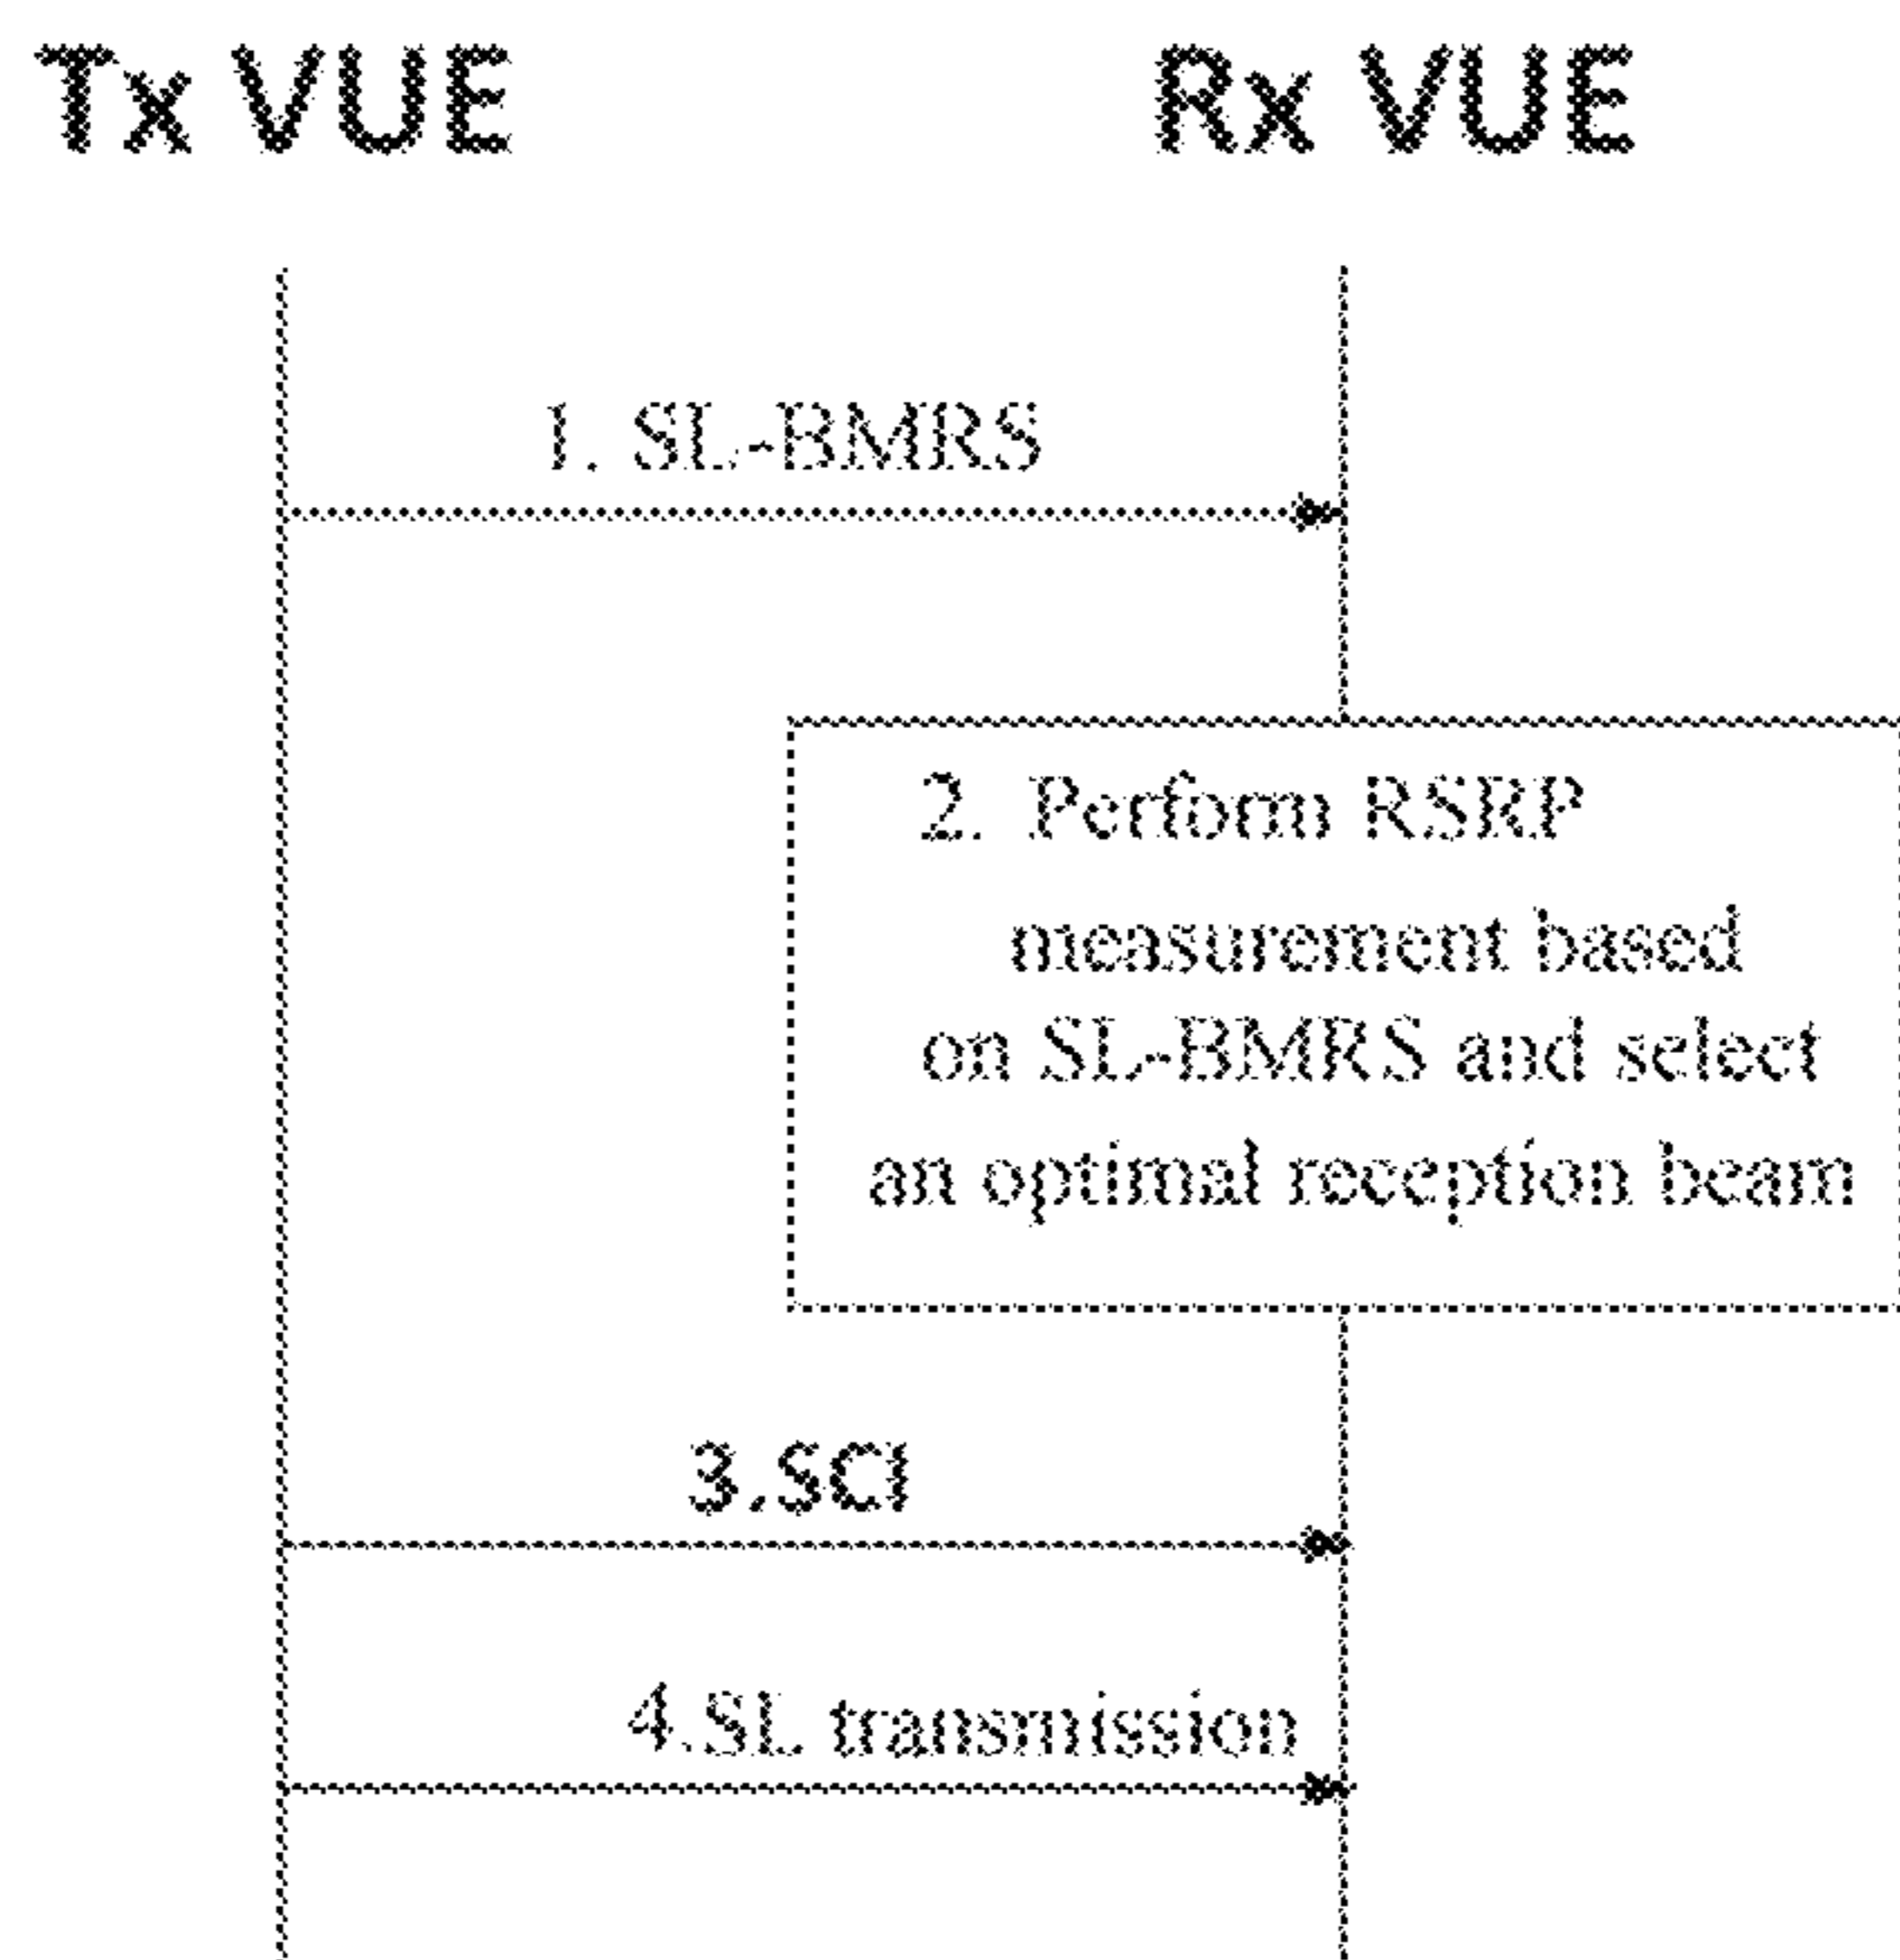 Tx VUE Rx VUE
1. SL-BMRS
2. Perform RSRP
measurement based
on SL-BMRS and select
an optimal reception beam
3.SCI
4.SL transmission